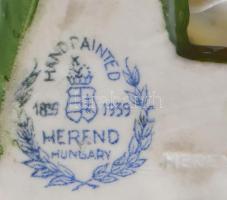 HANDPAINTED
1839 1939
HEREND
HUNGARY
HEREND